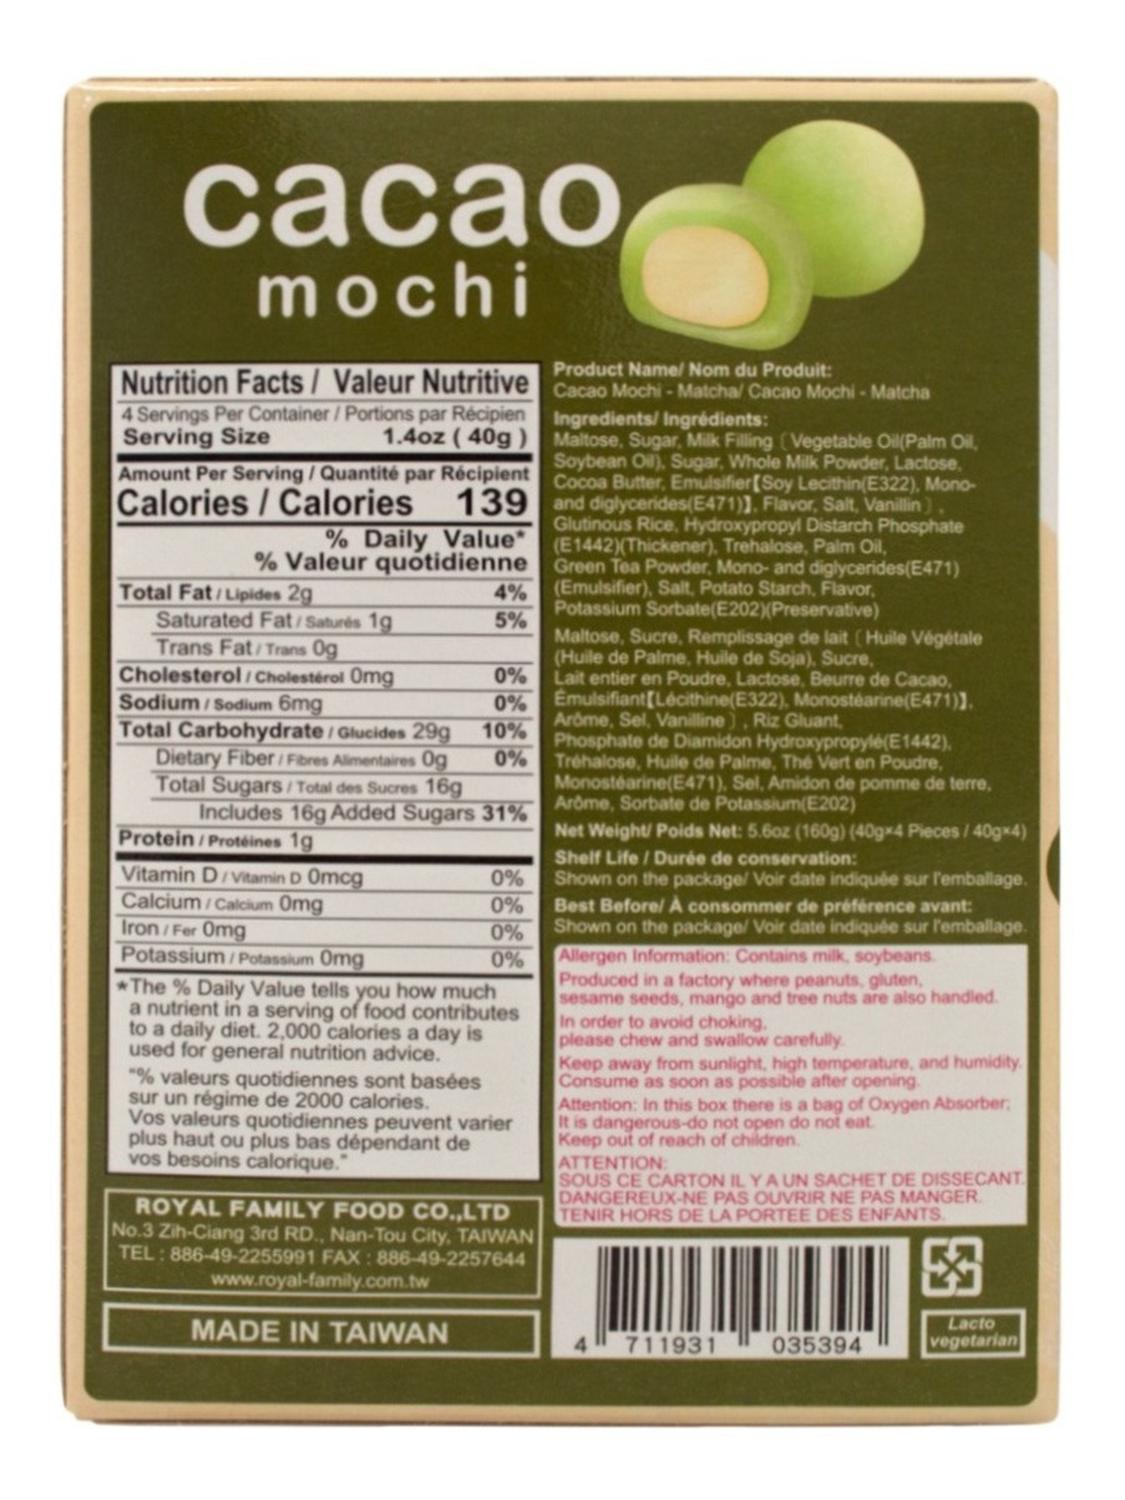 cacao
mochi
Nutrition Facts / Valeur Nutritive
4 Servings Per Container / Portions par Récipien
Serving Size 1.4oz ( 40g )
Amount Per Serving / Quantité par Récipient
Calories / Calories 139
% Daily Value*
% Valeur quotidienne
Total Fat / Lipides 2g 4%
Saturated Fat / Saturés 1g 5%
Trans Fat / Trans 0g
Cholesterol / Cholestérol 0mg 0%
Sodium / Sodium 6mg 0%
Total Carbohydrate / Glucides 29g 10%
Dietary Fiber / Fibres Alimentaires 0g 0%
Total Sugars / Total des Sucres 16g
Includes 16g Added Sugars 31%
Protein / Protéines 1g
Vitamin D / Vitamin D 0mcg 0%
Calcium / Calcium 0mg 0%
Iron / Fer 0mg 0%
Potassium / Potassium 0mg 0%
*The % Daily Value tells you how much
a nutrient in a serving of food contributes
to a daily diet. 2,000 calories a day is
used for general nutrition advice.
"% valeurs quotidiennes sont basées
sur un régime de 2000 calories.
Vos valeurs quotidiennes peuvent varier
plus haut ou plus bas dépendant de
vos besoins calorique."
ROYAL FAMILY FOOD CO.,LTD
No.3 Zih-Ciang 3rd RD., Nan-Tou City, TAIWAN
TEL : 886-49-2255991 FAX : 886-49-2257644
www.royal-family.com.tw
MADE IN TAIWAN
Product Name/ Nom du Produit:
Cacao Mochi - Matcha/ Cacao Mochi - Matcha
Ingredients/ Ingrédients:
Maltose, Sugar, Milk Filling〔Vegetable Oil(Palm Oil,
Soybean Oil), Sugar, Whole Milk Powder, Lactose,
Cocoa Butter, Emulsifier【Soy Lecithin(E322), Mono-
and diglycerides(E471)】, Flavor, Salt, Vanillin〕,
Glutinous Rice, Hydroxypropyl Distarch Phosphate
(E1442)(Thickener), Trehalose, Palm Oil,
Green Tea Powder, Mono- and diglycerides(E471)
(Emulsifier), Salt, Potato Starch, Flavor,
Potassium Sorbate(E202)(Preservative)
Maltose, Sucre, Remplissage de lait〔Huile Végétale
(Huile de Palme, Huile de Soja), Sucre,
Lait entier en Poudre, Lactose, Beurre de Cacao,
Émulsifiant【Lécithine(E322), Monostéarine(E471)】,
Arôme, Sel, Vanilline〕, Riz Gluant,
Phosphate de Diamidon Hydroxypropylé(E1442),
Tréhalose, Huile de Palme, Thé Vert en Poudre,
Monostéarine(E471), Sel, Amidon de pomme de terre,
Arôme, Sorbate de Potassium(E202)
Net Weight/ Poids Net: 5.6oz (160g) (40g×4 Pieces / 40g×4)
Shelf Life / Durée de conservation:
Shown on the package/ Voir date indiquée sur l'emballage.
Best Before/ À consommer de préférence avant:
Shown on the package/ Voir date indiquée sur l'emballage.
Allergen Information: Contains milk, soybeans.
Produced in a factory where peanuts, gluten,
sesame seeds, mango and tree nuts are also handled.
In order to avoid choking,
please chew and swallow carefully.
Keep away from sunlight, high temperature, and humidity.
Consume as soon as possible after opening.
Attention: In this box there is a bag of Oxygen Absorber;
It is dangerous-do not open do not eat.
Keep out of reach of children.
ATTENTION:
SOUS CE CARTON IL Y A UN SACHET DE DISSECANT.
DANGEREUX-NE PAS OUVRIR NE PAS MANGER.
TENIR HORS DE LA PORTEE DES ENFANTS.
4 711931 035394
Lacto
vegetarian